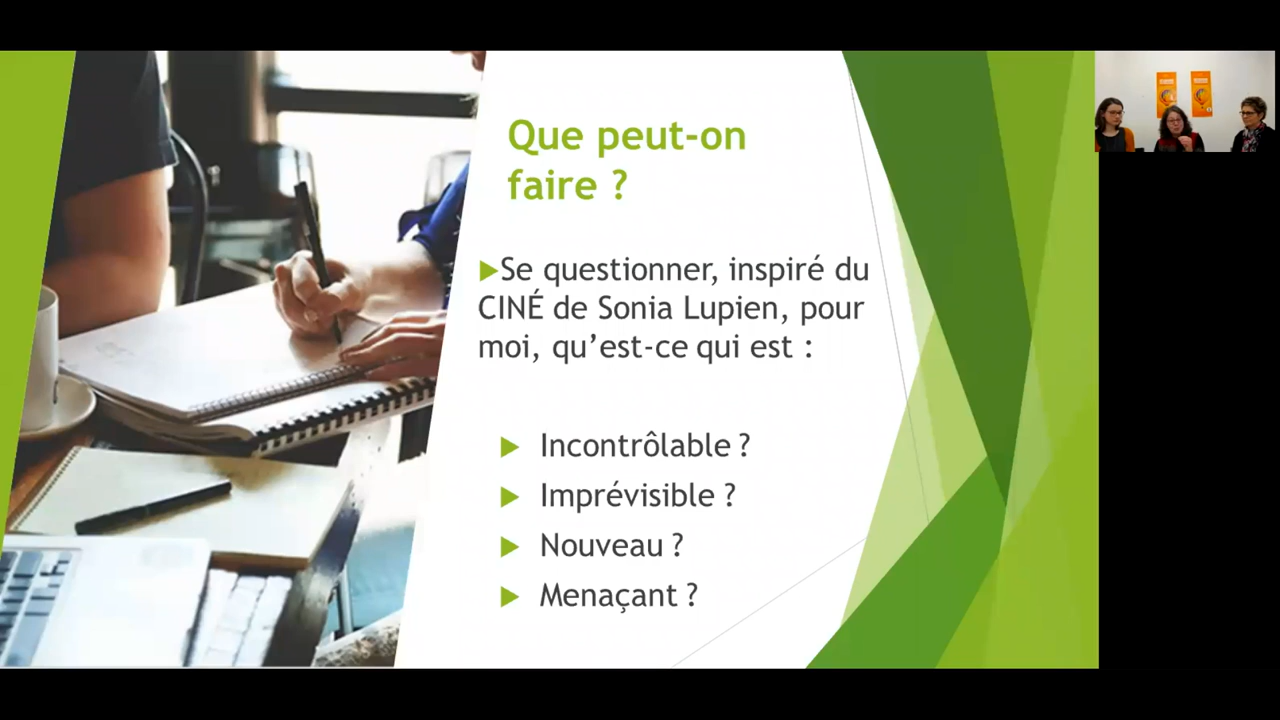 Que peut-on
faire ?
Se questionner, inspiré du
CINÉ de Sonia Lupien, pour
moi, qu’est-ce qui est :
Incontrôlable ?
Imprévisible ?
Nouveau ?
Menaçant ?